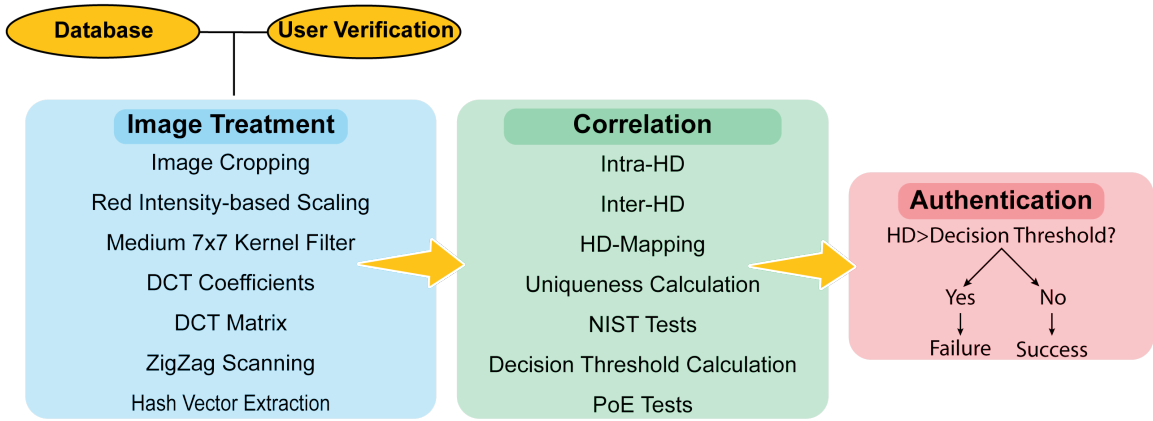 Database
User Verification
Image Treatment
Image Cropping
Red Intensity-based Scaling
Medium 7x7 Kernel Filter
DCT Coefficients
DCT Matrix
ZigZag Scanning
Hash Vector Extraction
Correlation
Intra-HD
Inter-HD
HD-Mapping
Uniqueness Calculation
NIST Tests
Decision Threshold Calculation
PoE Tests
Authentication
HD>Decision Threshold?
Yes
No
Failure
Success